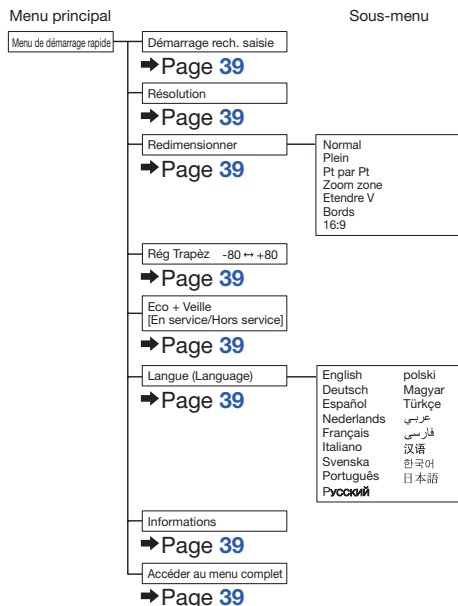 Menu principal
Sous-menu
Menu de démarrage rapide
Démarrage rech. saisie
➡Page 39
Résolution
➡Page 39
Redimensionner
➡Page 39
Normal
Plein
Pt par Pt
Zoom zone
Etendre V
Bords
16:9
Rég Trapèz -80 ↔ +80
➡Page 39
Eco + Veille
[En service/Hors service]
➡Page 39
Langue (Language)
➡Page 39
English
Deutsch
Español
Nederlands
Français
Italiano
Svenska
Português
Русский
polski
Magyar
Türkçe
عربي
فارسی
汉语
한국어
日本語
Informations
➡Page 39
Accéder au menu complet
➡Page 39